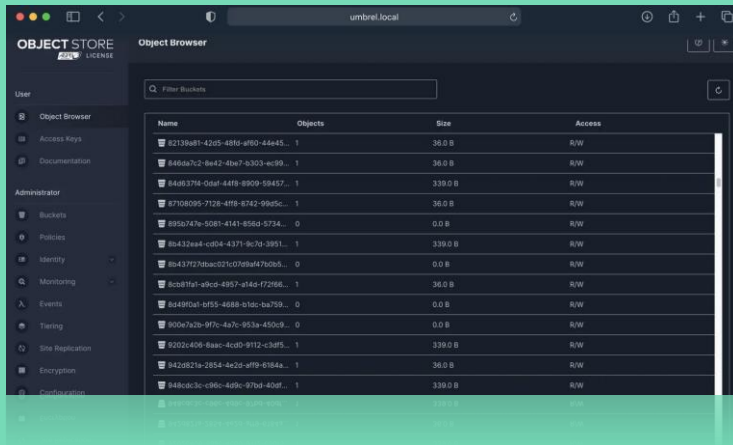 umbrel.local
OBJECT STORE
LICENSE
Object Browser
User
Filter Buckets
Object Browser
Access Keys
Documentation
Name Objects Size Access
82139a81-42d5-48fd-af60-44e45... 1 36.0 B R/W
846da7c2-8e42-4be7-b303-ec99... 1 36.0 B R/W
84d637f4-0daf-44f8-8909-59457... 1 339.0 B R/W
87108095-7128-4ff8-8742-99d5c... 1 36.0 B R/W
895b747e-5081-4141-856d-5734... 0 0.0 B R/W
8b432ea4-cd04-4371-9c7d-3951... 1 339.0 B R/W
8b437f27dbac021c07d9af47b0b5... 0 0.0 B R/W
8cb81fa1-a9cd-4957-a14d-f72f66... 1 36.0 B R/W
8d49f0a1-bf55-4688-b1dc-ba759... 0 0.0 B R/W
900e7a2b-9f7c-4a7c-953a-450c9... 0 0.0 B R/W
9202c406-8aac-4cd0-9112-c3df5... 1 339.0 B R/W
942d821a-2654-4e2d-aff9-6184a... 1 36.0 B R/W
948cdc3c-c96c-4d9c-97bd-40df... 1 339.0 B R/W
Administrator
Buckets
Policies
Identity
Monitoring
Events
Tiering
Site Replication
Encryption
Configuration